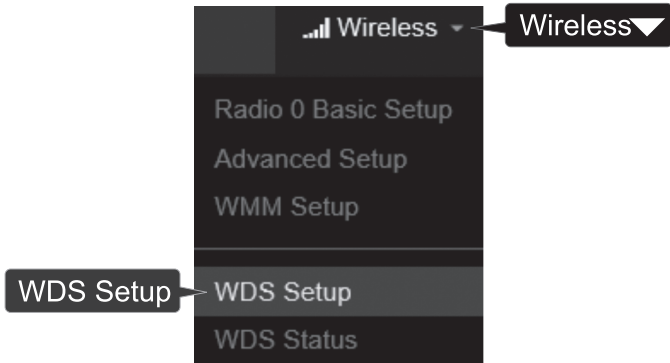 Wireless
Wireless
Radio 0 Basic Setup
Advanced Setup
WMM Setup
WDS Setup
WDS Setup
WDS Status